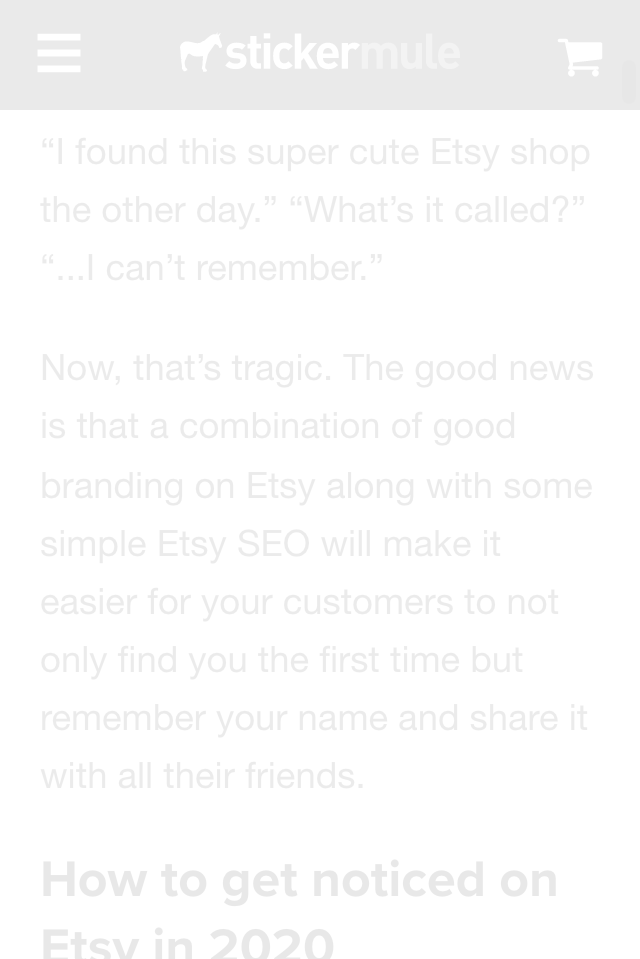 stickermule
“I found this super cute Etsy shop
the other day.” “What’s it called?”
“...I can’t remember.”
Now, that’s tragic. The good news
is that a combination of good
branding on Etsy along with some
simple Etsy SEO will make it
easier for your customers to not
only find you the first time but
remember your name and share it
with all their friends.
How to get noticed on
Etsy in 2020